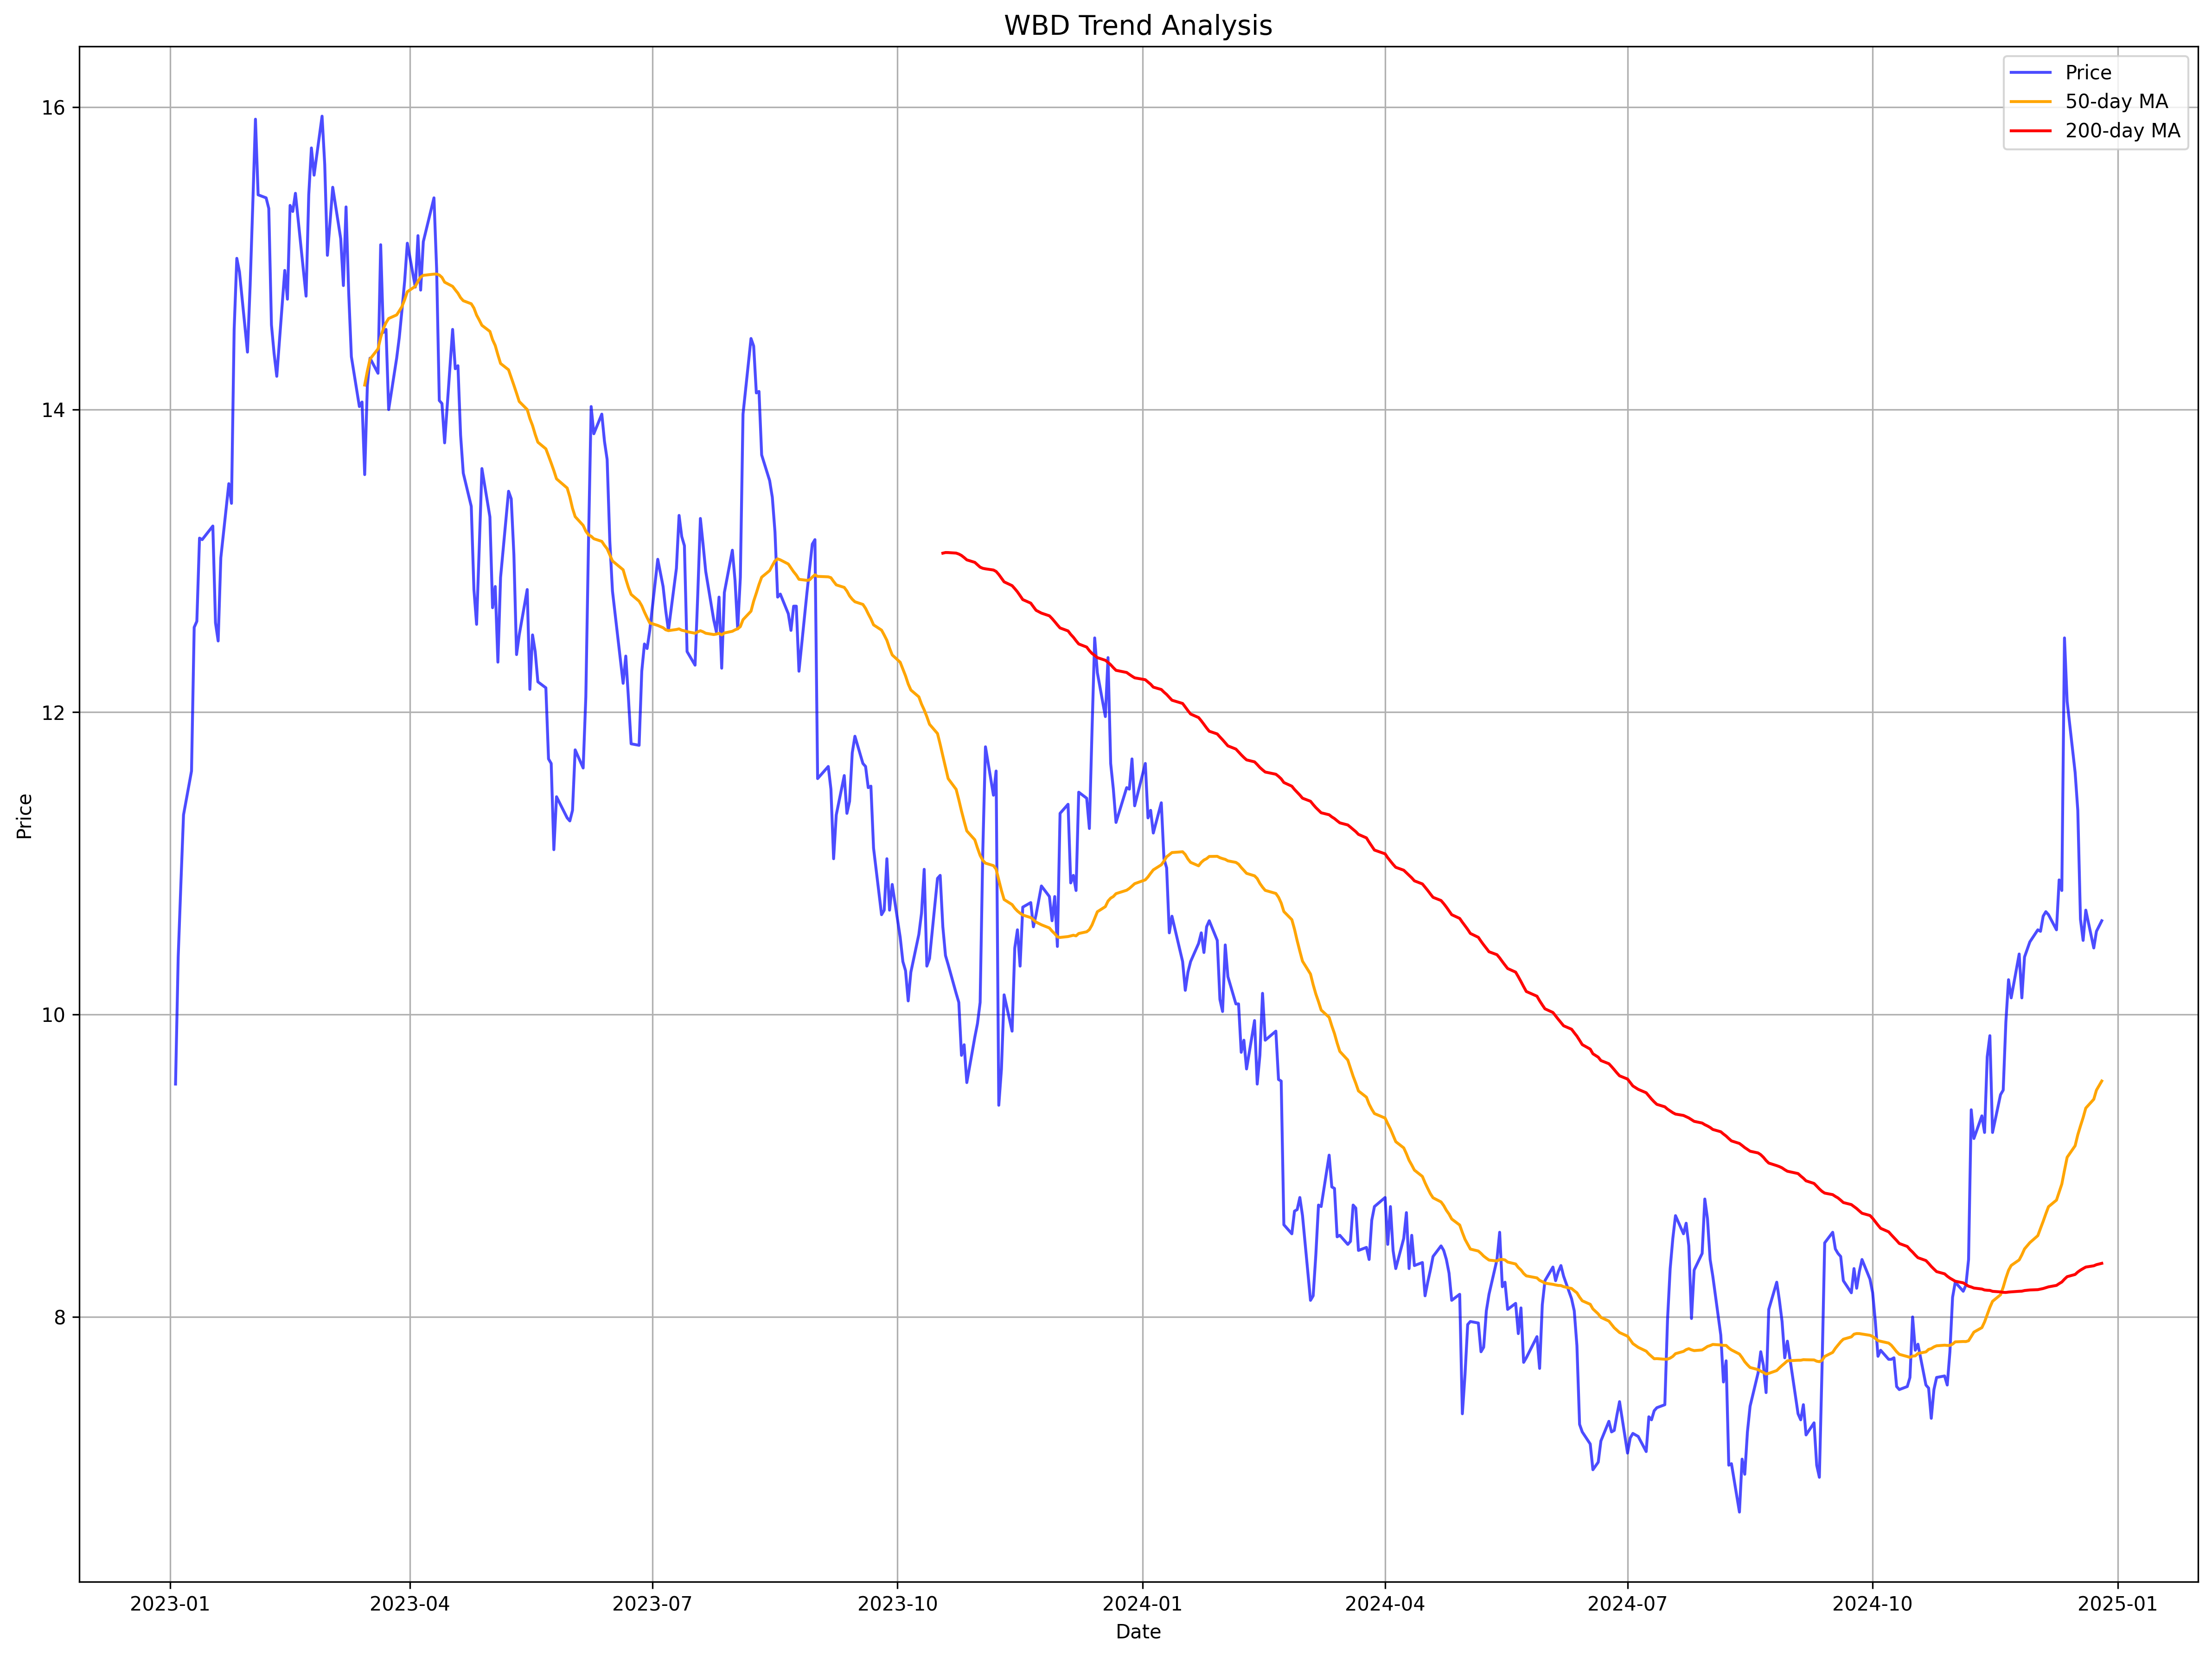 WBD Trend Analysis
Price
50-day MA
200-day MA
16
14
12
10
8
Price
2023-01
2023-04
2023-07
2023-10
2024-01
2024-04
2024-07
2024-10
2025-01
Date